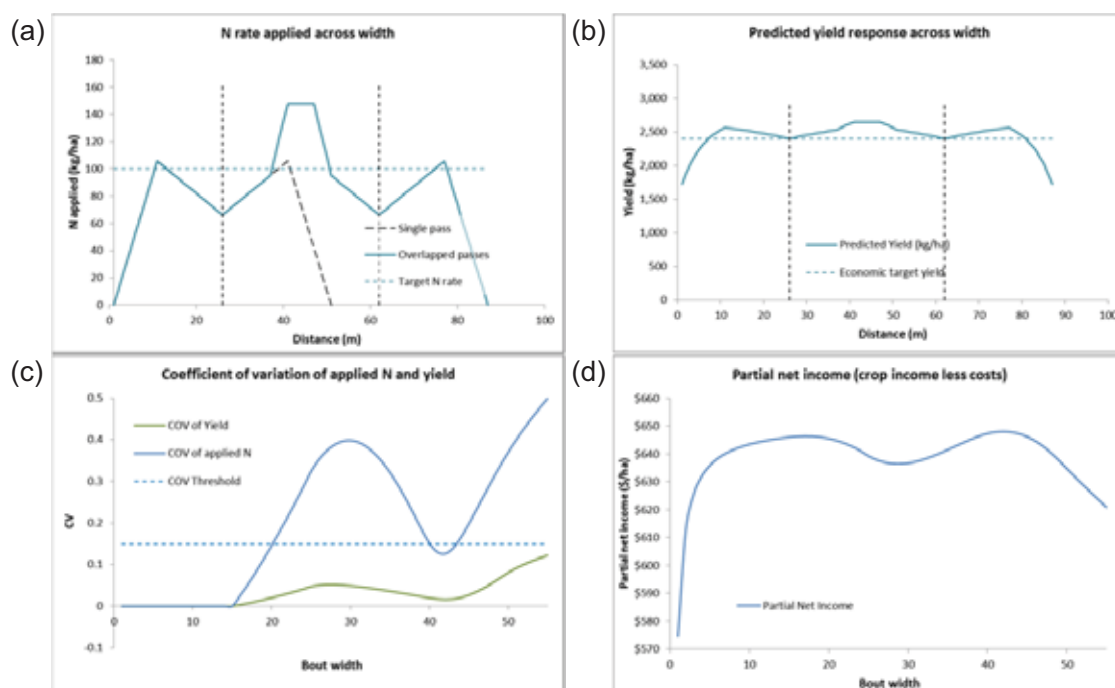 (a)
N rate applied across width
N applied (kg/ha)
180
160
140
120
100
80
60
40
20
0
0 20 40 60 80 100
Distance (m)
Single pass
Overlapped passes
Target N rate
(b)
Predicted yield response across width
Yield (kg/ha)
3,500
3,000
2,500
2,000
1,500
1,000
500
0
0 10 20 30 40 50 60 70 80 90 100
Distance (m)
Predicted Yield (kg/ha)
Economic target yield
(c)
Coefficient of variation of applied N and yield
CV
0.5
0.4
0.3
0.2
0.1
0
-0.1
0 10 20 30 40 50
Bout width
COV of Yield
COV of applied N
COV Threshold
(d)
Partial net income (crop income less costs)
Partial net income ($/ha)
$660
$650
$640
$630
$620
$610
$600
$590
$580
$570
0 10 20 30 40 50
Bout width
Partial Net Income